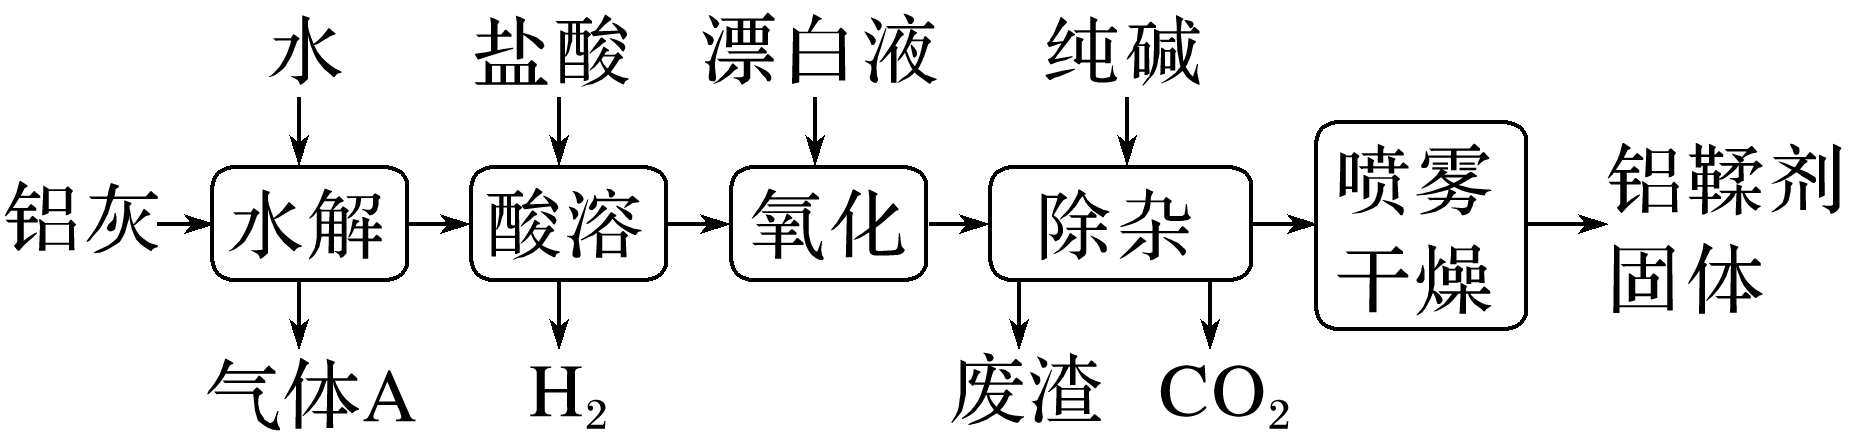 水
盐酸
漂白液
纯碱
铝灰
水解
酸溶
氧化
除杂
喷雾
干燥
铝鞣剂
固体
气体A
H₂
废渣
CO₂